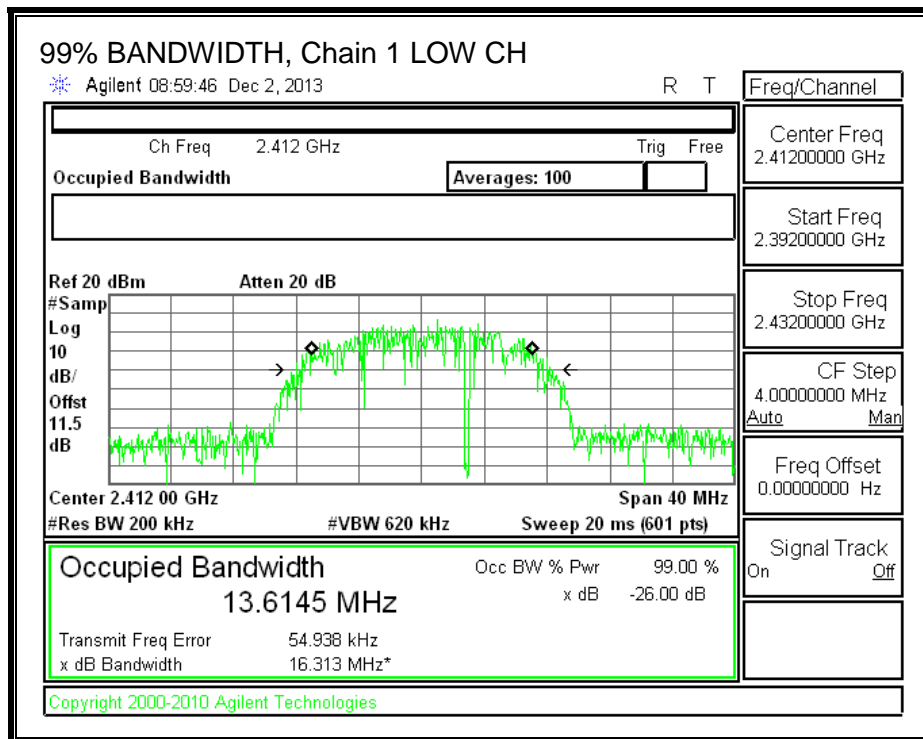 99% BANDWIDTH, Chain 1 LOW CH
Agilent 08:59:46 Dec 2, 2013 R T
Freq/Channel
Ch Freq 2.412 GHz Trig Free
Occupied Bandwidth Averages: 100
Center Freq
2.41200000 GHz
Start Freq
2.39200000 GHz
Stop Freq
2.43200000 GHz
CF Step
4.00000000 MHz
Auto Man
Freq Offset
0.00000000 Hz
Signal Track
On Off
Ref 20 dBm Atten 20 dB
#Samp
Log
10
dB/
Offst
11.5
dB
Center 2.412 00 GHz Span 40 MHz
#Res BW 200 kHz #VBW 620 kHz Sweep 20 ms (601 pts)
Occupied Bandwidth Occ BW % Pwr 99.00 %
13.6145 MHz x dB -26.00 dB
Transmit Freq Error 54.938 kHz
x dB Bandwidth 16.313 MHz*
Copyright 2000-2010 Agilent Technologies